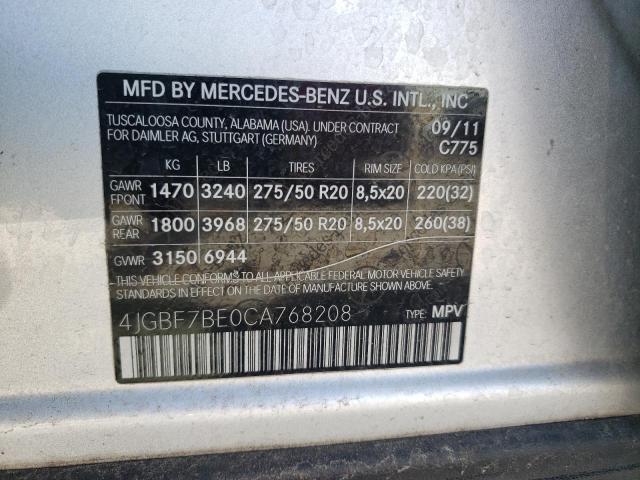 MFD BY MERCEDES-BENZ U.S. INTL., INC
TUSCALOOSA COUNTY, ALABAMA (USA). UNDER CONTRACT
FOR DAIMLER AG, STUTTGART (GERMANY)
09/11
C775
KG LB TIRES RIM SIZE COLD KPA(PSI)
GAWR FPONT 1470 3240 275/50 R20 8,5x20 220(32)
GAWR REAR 1800 3968 275/50 R20 8,5x20 260(38)
GVWR 3150 6944
THIS VEHICLE CONFORMS TO ALL APPLICABLE FEDERAL MOTOR VEHICLE SAFETY
STANDARDS IN EFFECT ON THE DATE OF MANUFACTURE SHOWN ABOVE.
4JGBF7BE0CA768208 TYPE: MPV